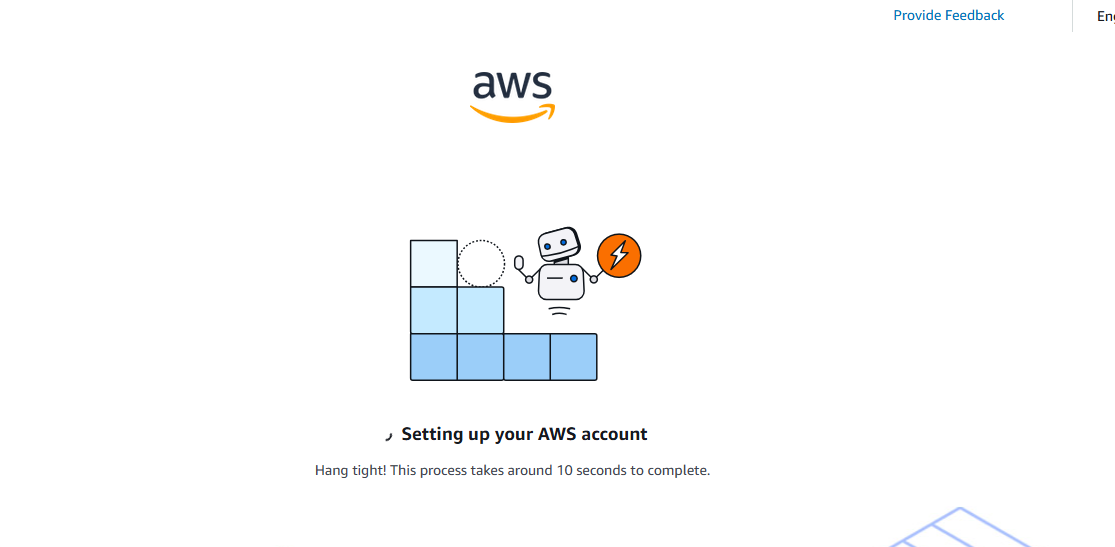 Provide Feedback
aws
Setting up your AWS account
Hang tight! This process takes around 10 seconds to complete.